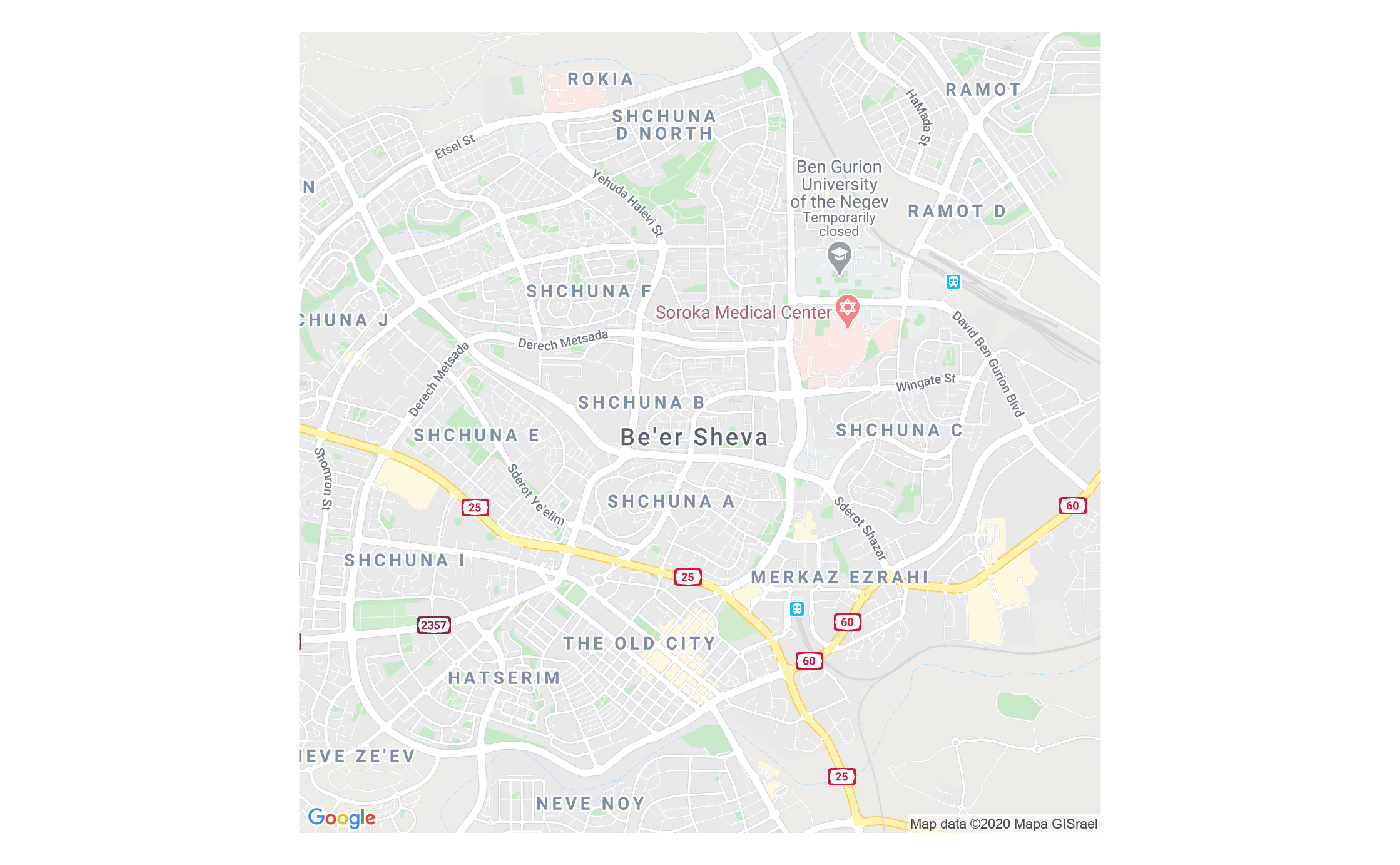 ROKIA
RAMOT
SHCHUNA
D NORTH
HaMada St
Etsel St
Ben Gurion
University
of the Negev
Temporarily
closed
Yehuda Halevi St
N
RAMOT D
SHCHUNA F
Soroka Medical Center
CHUNA J
Derech Metsada
David Ben Gurion Blvd
Derech Metsada
Wingate St
SHCHUNA B
SHCHUNA E
Be'er Sheva
SHCHUNA C
Shomron St
Sderot Ye'elim
SHCHUNA A
25
60
Sderot Shazar
SHCHUNA I
25
MERKAZ EZRAHI
2357
60
THE OLD CITY
60
HATSERIM
NEVE ZE'EV
25
NEVE NOY
Google
Map data ©2020 Mapa GISrael